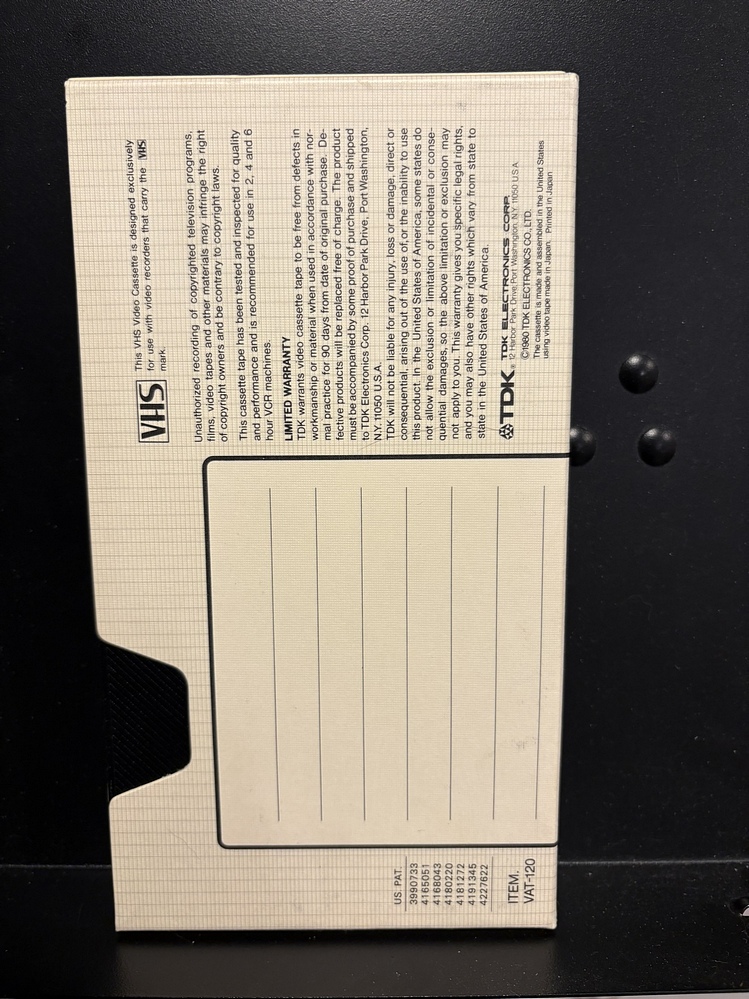 VHS
This VHS Video Cassette is designed exclusively
for use with video recorders that carry the VHS
mark.
Unauthorized recording of copyrighted television programs,
films, video tapes and other materials may infringe the right
of copyright owners and be contrary to copyright laws.
This cassette tape has been tested and inspected for quality
and performance and is recommended for use in 2, 4 and 6
hour VCR machines.
LIMITED WARRANTY
TDK warrants video cassette tape to be free from defects in
workmanship or material when used in accordance with nor-
mal practice for 90 days from date of original purchase. De-
fective products will be replaced free of charge. The product
must be accompanied by some proof of purchase and shipped
to TDK Electronics Corp. 12 Harbor Park Drive, Port Washington,
N.Y. 11050 U.S.A.
TDK will not be liable for any injury, loss or damage, direct or
consequential, arising out of the use of, or the inability to use
this product. In the United States of America, some states do
not allow the exclusion or limitation of incidental or conse-
quential damages, so the above limitation or exclusion may
not apply to you. This warranty gives you specific legal rights,
and you may also have other rights which vary from state to
state in the United States of America.
TDK® TDK ELECTRONICS CORP.
12 Harbor Park Drive, Port Washington, N.Y. 11050 U.S.A.
©1980 TDK ELECTRONICS CO., LTD.
The cassette is made and assembled in the United States
using video tape made in Japan. Printed in Japan
US. PAT.
3990733
4165051
4168043
4180220
4181272
4191345
4227622
ITEM.
VAT-120